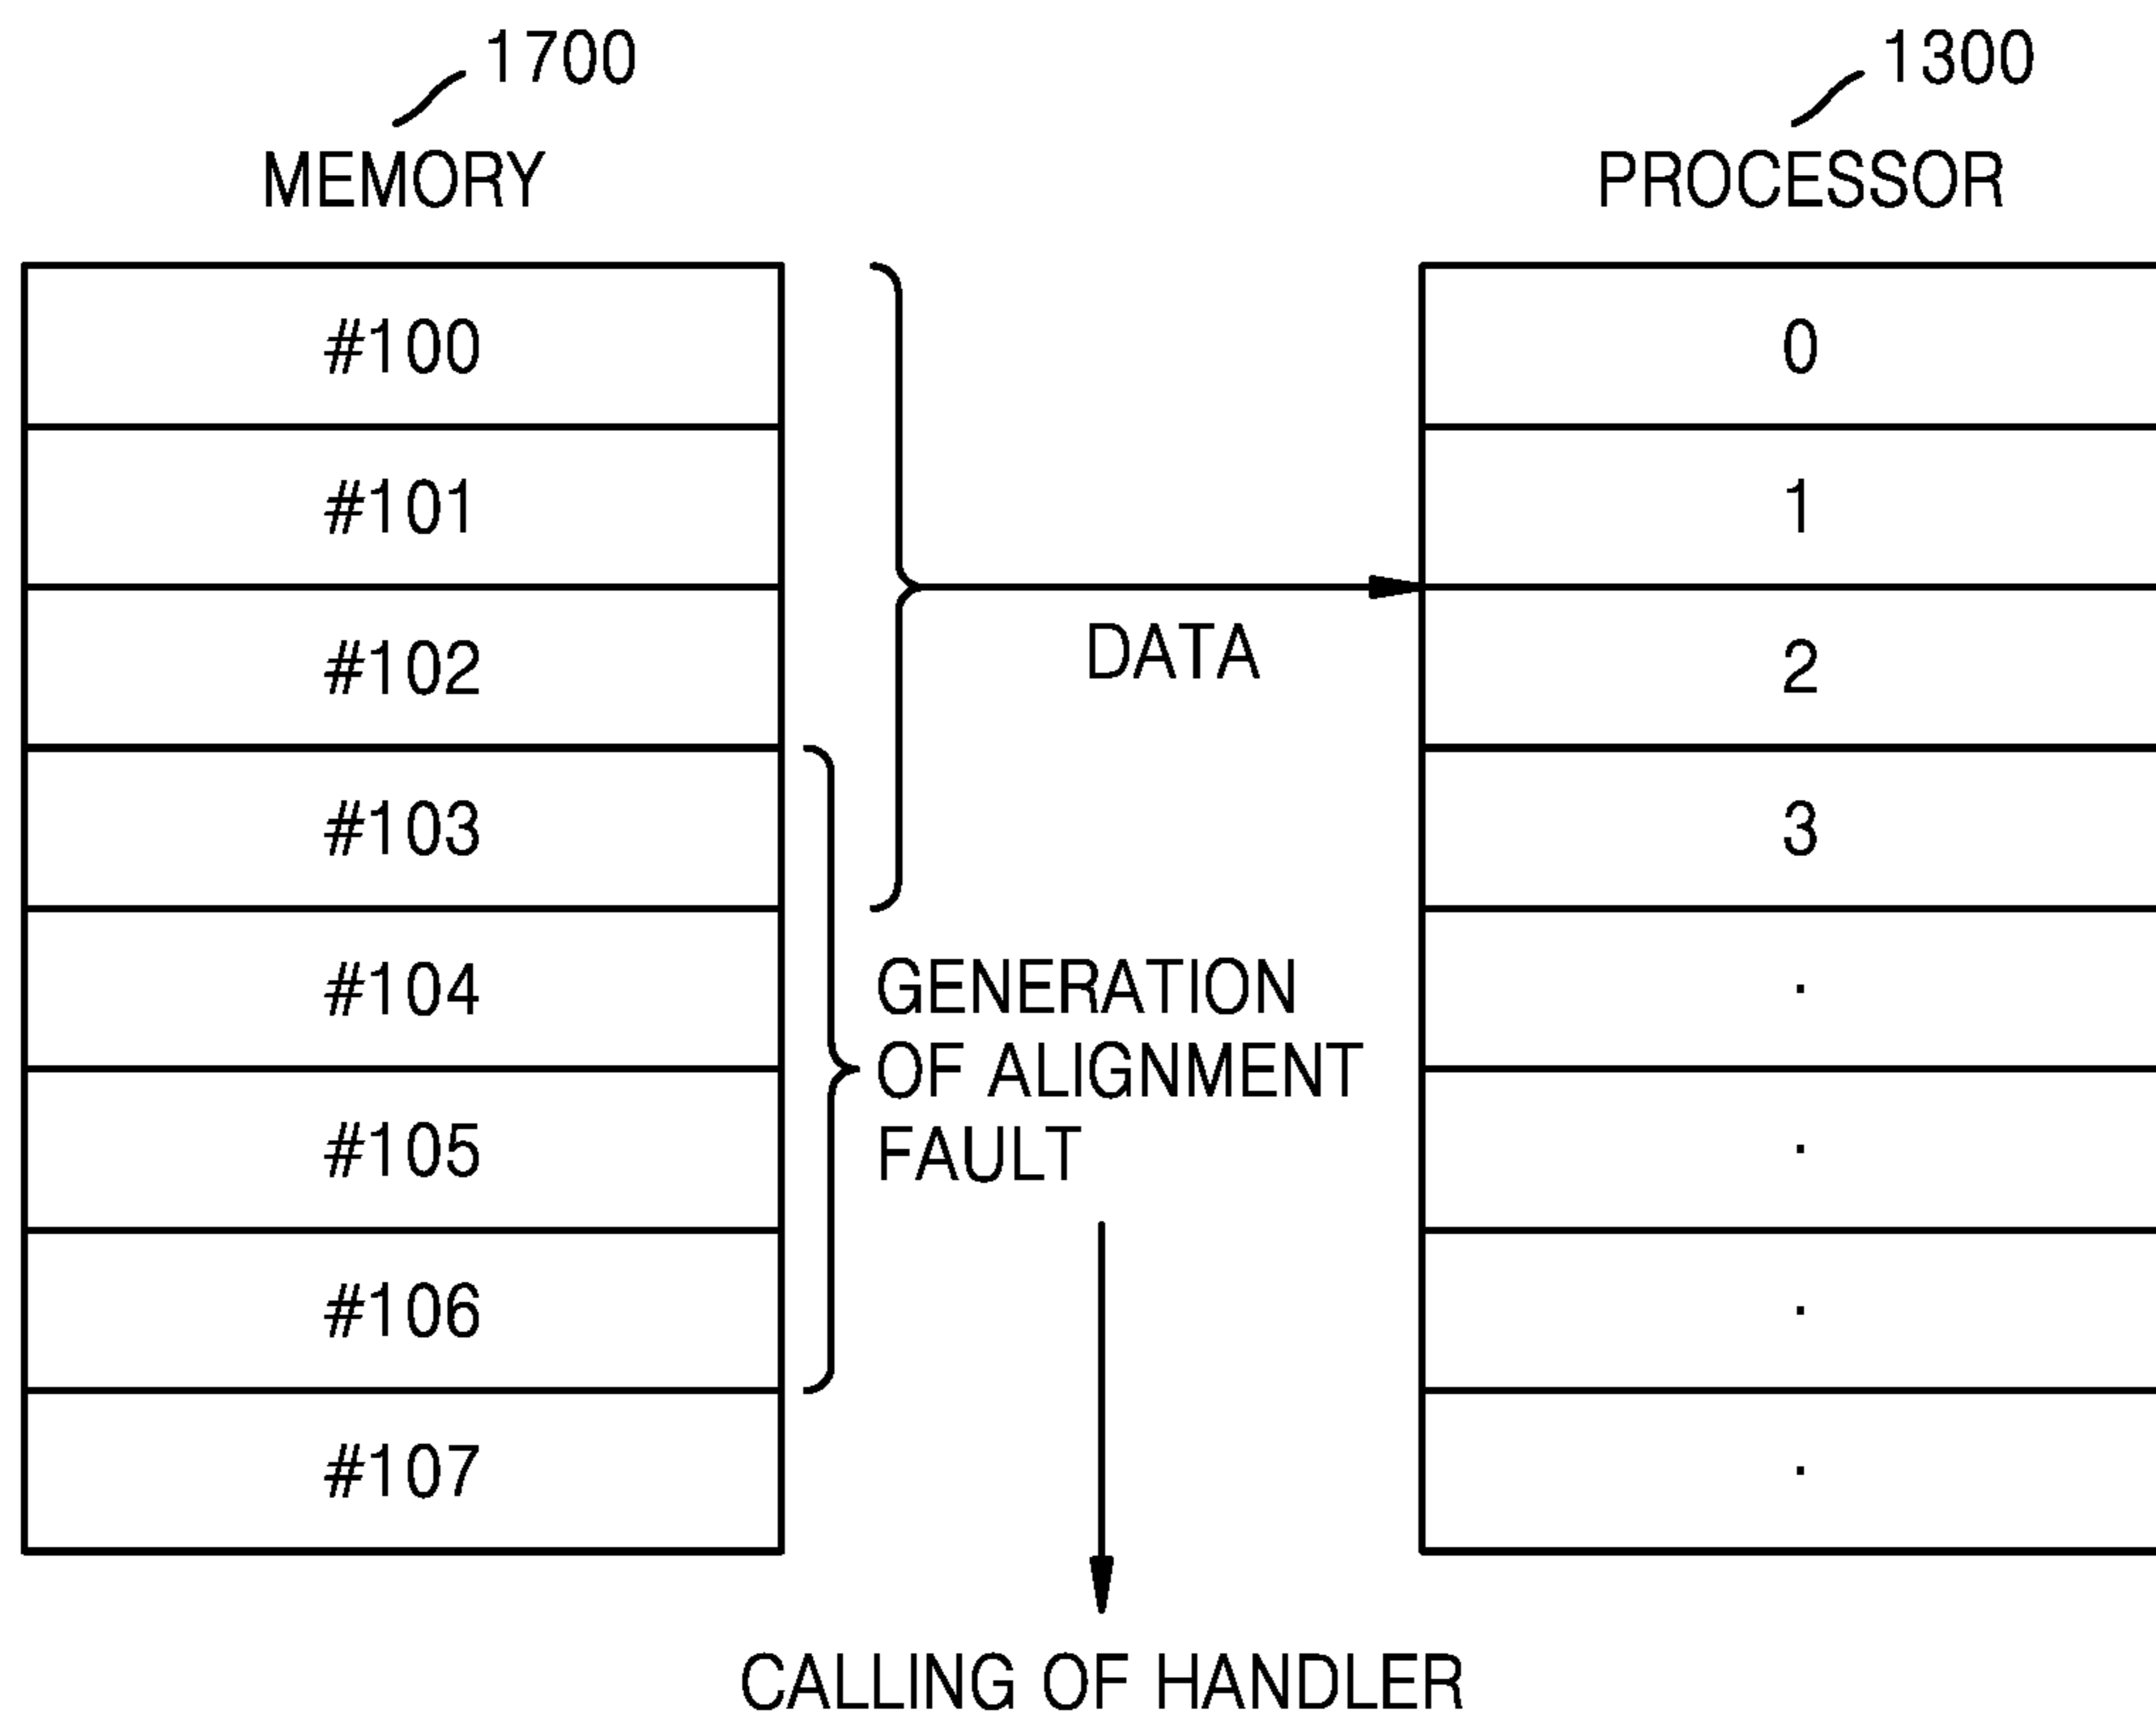 1700
MEMORY
#100
#101
#102
#103
#104
#105
#106
#107
DATA
GENERATION
OF ALIGNMENT
FAULT
CALLING OF HANDLER
1300
PROCESSOR
0
1
2
3
.
.
.
.